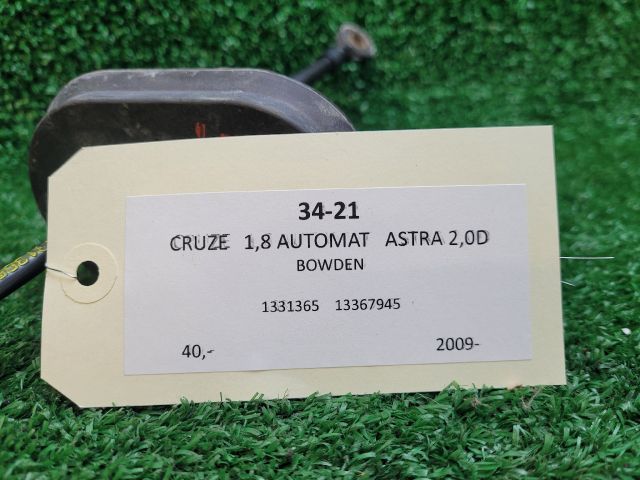 34-21
CRUZE 1,8 AUTOMAT ASTRA 2,0D
BOWDEN
1331365 13367945
40,- 2009-